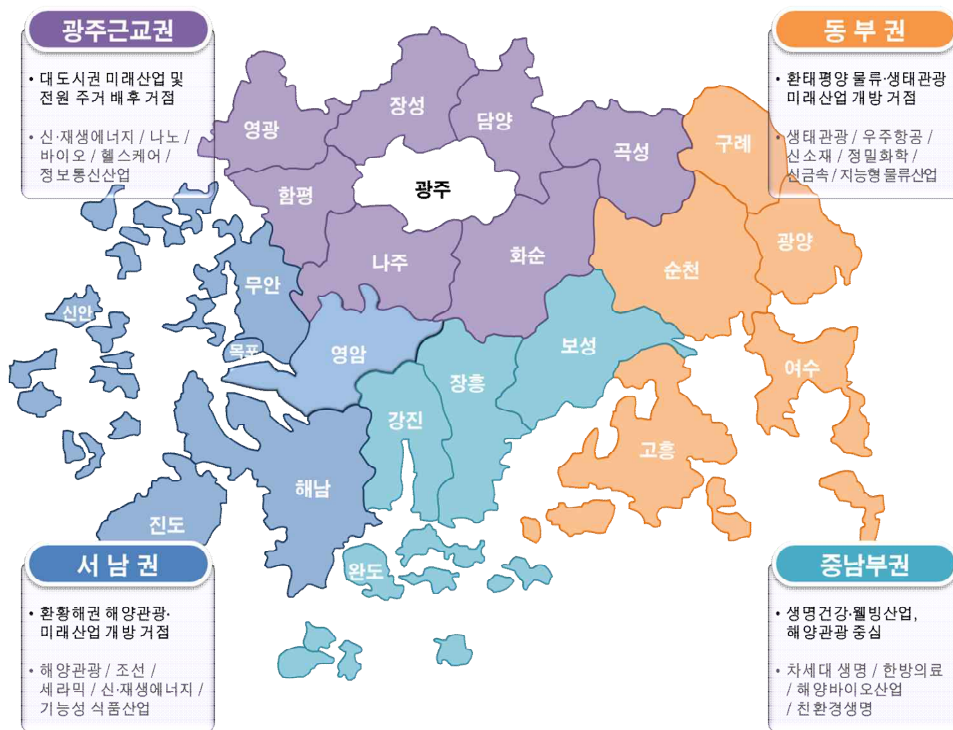 광주근교권
• 대도시권 미래산업 및
전원 주거 배후 거점
• 신·재생에너지 / 나노 /
바이오 / 헬스케어 /
정보통신산업
동 부 권
• 환태평양 물류·생태관광
미래산업 개방 거점
• 생태관광 / 우주항공 /
신소재 / 정밀화학 /
신금속 / 지능형 물류산업
장성
영광
담양
곡성
구례
함평
광주
나주
화순
순천
광양
무안
신안
목포
영암
장흥
보성
여수
강진
고흥
해남
진도
완도
서 남 권
• 환황해권 해양관광·
미래산업 개방 거점
• 해양관광 / 조선 /
세라믹 / 신·재생에너지 /
기능성 식품산업
중남부권
• 생명건강·웰빙산업,
해양관광 중심
• 차세대 생명 / 한방의료
/ 해양바이오산업
/ 친환경생명